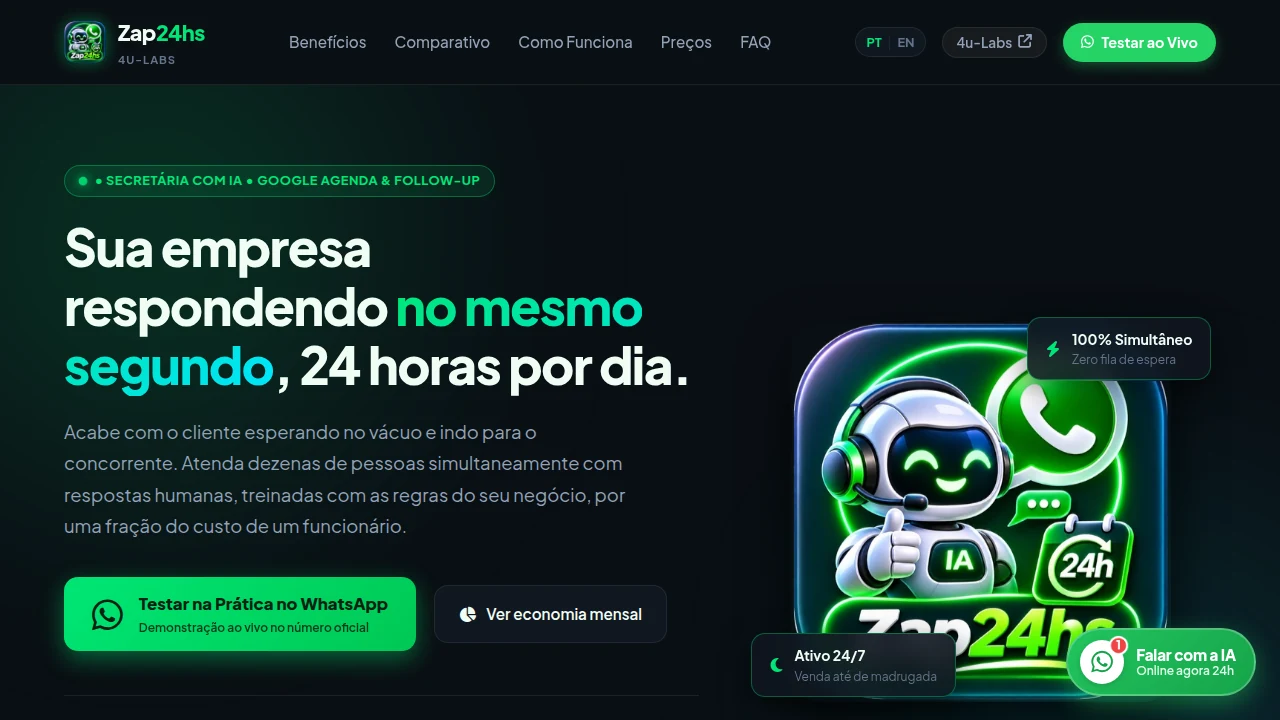 Zap24hs
4U-LABS
Benefícios
Comparativo
Como Funciona
Preços
FAQ
PT
EN
4u-Labs
Testar ao Vivo
● SECRETÁRIA COM IA ● GOOGLE AGENDA & FOLLOW-UP
Sua empresa
respondendo no mesmo
segundo, 24 horas por dia.
Acabe com o cliente esperando no vácuo e indo para o
concorrente. Atenda dezenas de pessoas simultaneamente com
respostas humanas, treinadas com as regras do seu negócio, por
uma fração do custo de um funcionário.
Testar na Prática no WhatsApp
Demonstração ao vivo no número oficial
Ver economia mensal
100% Simultâneo
Zero fila de espera
IA
24h
Zap24hs
Ativo 24/7
Venda até de madrugada
1
Falar com a IA
Online agora 24h